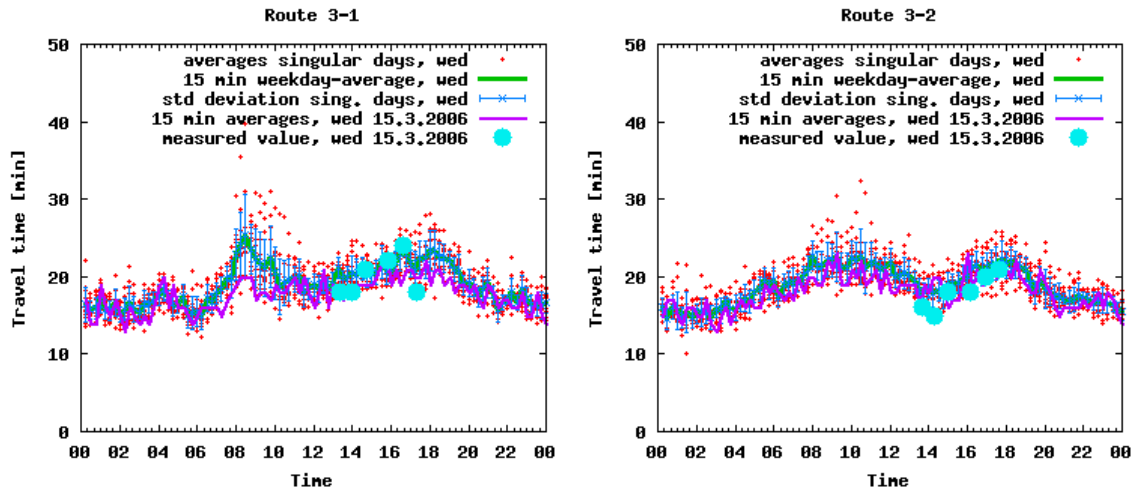 Route 3-1
50
40
30
20
10
0
Travel time [min]
averages singular days, wed
15 min weekday-average, wed
std deviation sing. days, wed
15 min averages, wed 15.3.2006
measured value, wed 15.3.2006
00 02 04 06 08 10 12 14 16 18 20 22 00
Time
Route 3-2
50
40
30
20
10
0
Travel time [min]
averages singular days, wed
15 min weekday-average, wed
std deviation sing. days, wed
15 min averages, wed 15.3.2006
measured value, wed 15.3.2006
00 02 04 06 08 10 12 14 16 18 20 22 00
Time